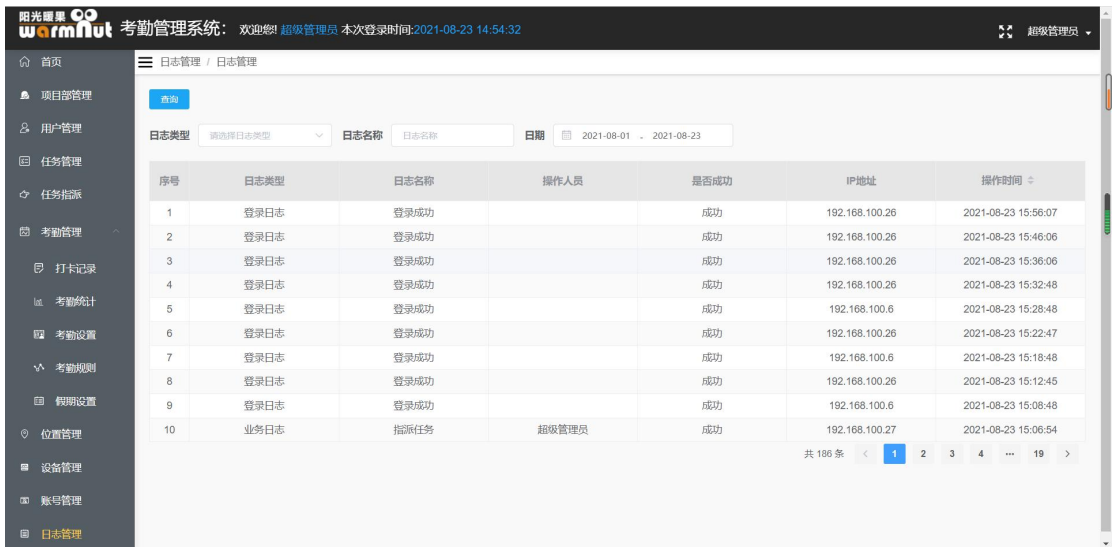 阳光暖果
warmnut 考勤管理系统： 欢迎您! 超级管理员 本次登录时间:2021-08-23 14:54:32 超级管理员
首页
项目部管理
用户管理
任务管理
任务指派
考勤管理
打卡记录
考勤统计
考勤设置
考勤规则
假期设置
位置管理
设备管理
账号管理
日志管理
日志管理 / 日志管理
查询
日志类型 请选择日志类型 日志名称 日志名称 日期 2021-08-01 - 2021-08-23
序号 日志类型 日志名称 操作人员 是否成功 IP地址 操作时间
1 登录日志 登录成功 成功 192.168.100.26 2021-08-23 15:56:07
2 登录日志 登录成功 成功 192.168.100.26 2021-08-23 15:46:06
3 登录日志 登录成功 成功 192.168.100.26 2021-08-23 15:36:06
4 登录日志 登录成功 成功 192.168.100.26 2021-08-23 15:32:48
5 登录日志 登录成功 成功 192.168.100.6 2021-08-23 15:28:48
6 登录日志 登录成功 成功 192.168.100.26 2021-08-23 15:22:47
7 登录日志 登录成功 成功 192.168.100.6 2021-08-23 15:18:48
8 登录日志 登录成功 成功 192.168.100.26 2021-08-23 15:12:45
9 登录日志 登录成功 成功 192.168.100.6 2021-08-23 15:08:48
10 业务日志 指派任务 超级管理员 成功 192.168.100.27 2021-08-23 15:06:54
共 186 条 < 1 2 3 4 ··· 19 >